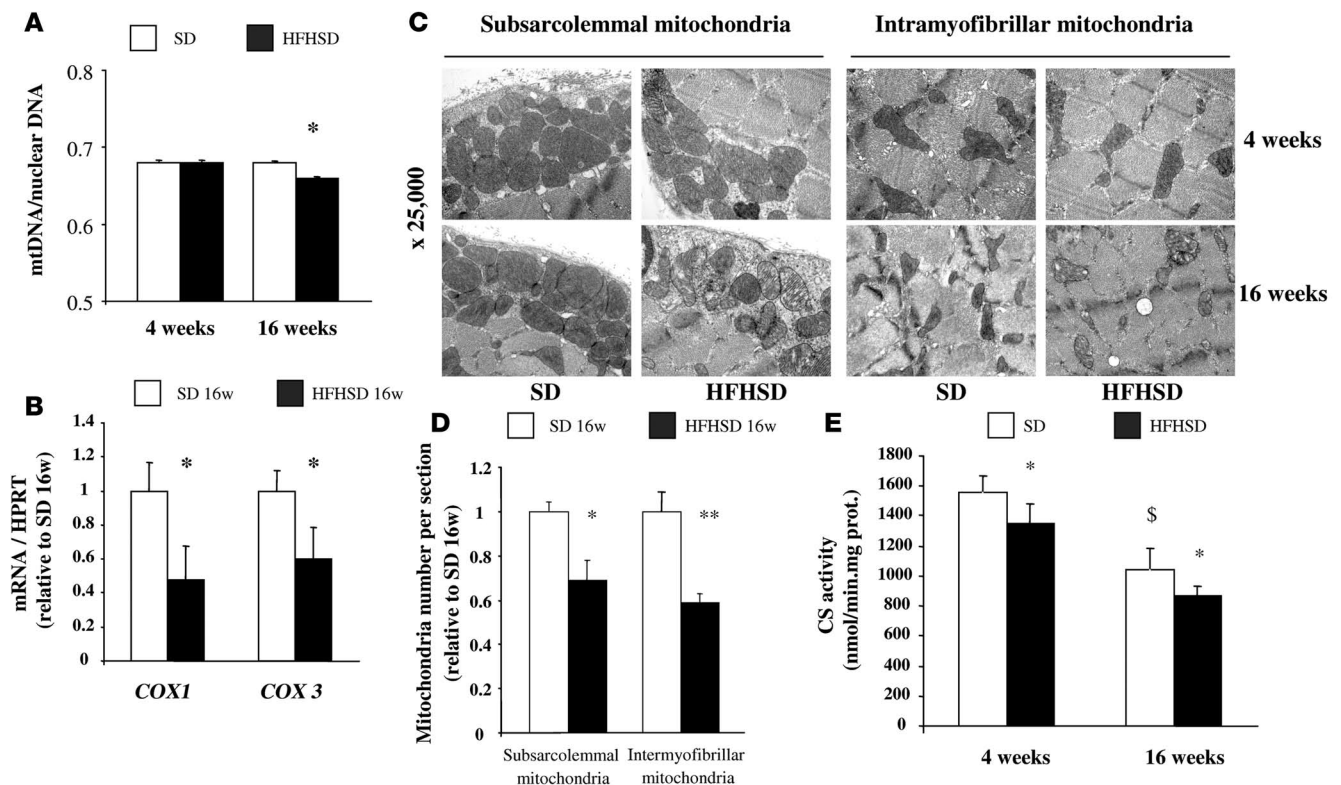 A
SD
HFHSD
mtDNA/nuclear DNA
0.8
0.7
0.6
0.5
*
4 weeks
16 weeks
B
SD 16w
HFHSD 16w
mRNA / HPRT
(relative to SD 16w)
1.4
1.2
1
0.8
0.6
0.4
0.2
0
*
*
COX1
COX 3
C
Subsarcolemmal mitochondria
Intramyofibrillar mitochondria
x 25,000
4 weeks
16 weeks
SD
HFHSD
SD
HFHSD
D
SD 16w
HFHSD 16w
Mitochondria number per section
(relative to SD 16w)
1.2
1
0.8
0.6
0.4
0.2
0
*
**
Subsarcolemmal
mitochondria
Intermyofibrillar
mitochondria
E
SD
HFHSD
CS activity
(nmol/min.mg prot.)
1800
1600
1400
1200
1000
800
600
400
200
0
*
$
*
4 weeks
16 weeks